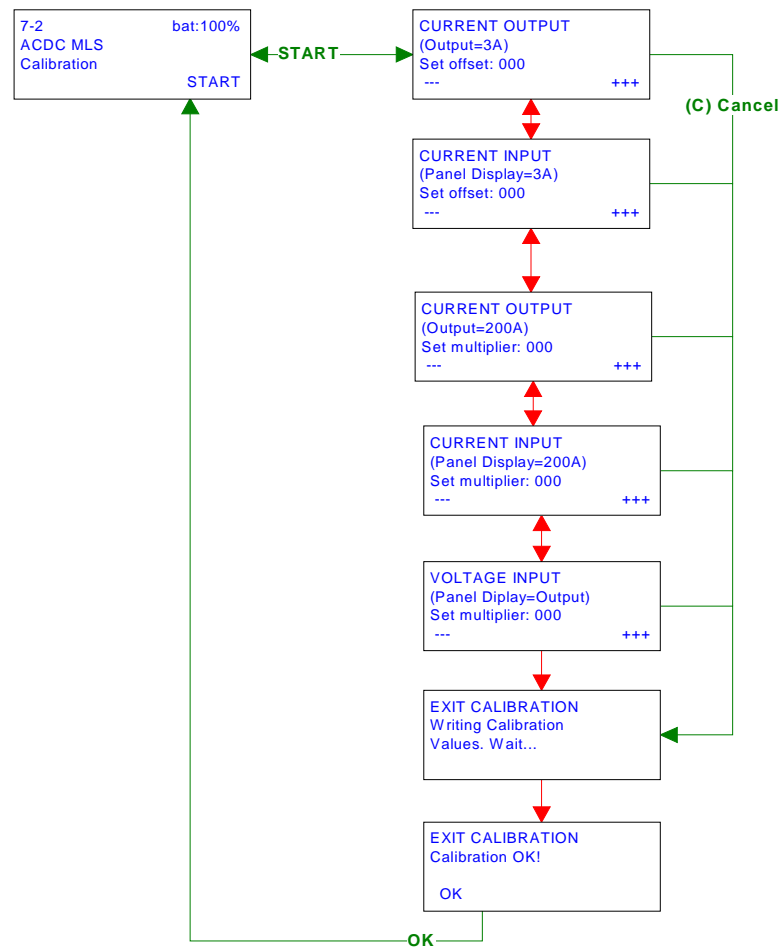 7-2 bat:100%
ACDC MLS
Calibration
START
START
CURRENT OUTPUT
(Output=3A)
Set offset: 000
--- +++
(C) Cancel
CURRENT INPUT
(Panel Display=3A)
Set offset: 000
--- +++
CURRENT OUTPUT
(Output=200A)
Set multiplier: 000
--- +++
CURRENT INPUT
(Panel Display=200A)
Set multiplier: 000
--- +++
VOLTAGE INPUT
(Panel Diplay=Output)
Set multiplier: 000
--- +++
EXIT CALIBRATION
Writing Calibration
Values. Wait...
EXIT CALIBRATION
Calibration OK!
OK
OK